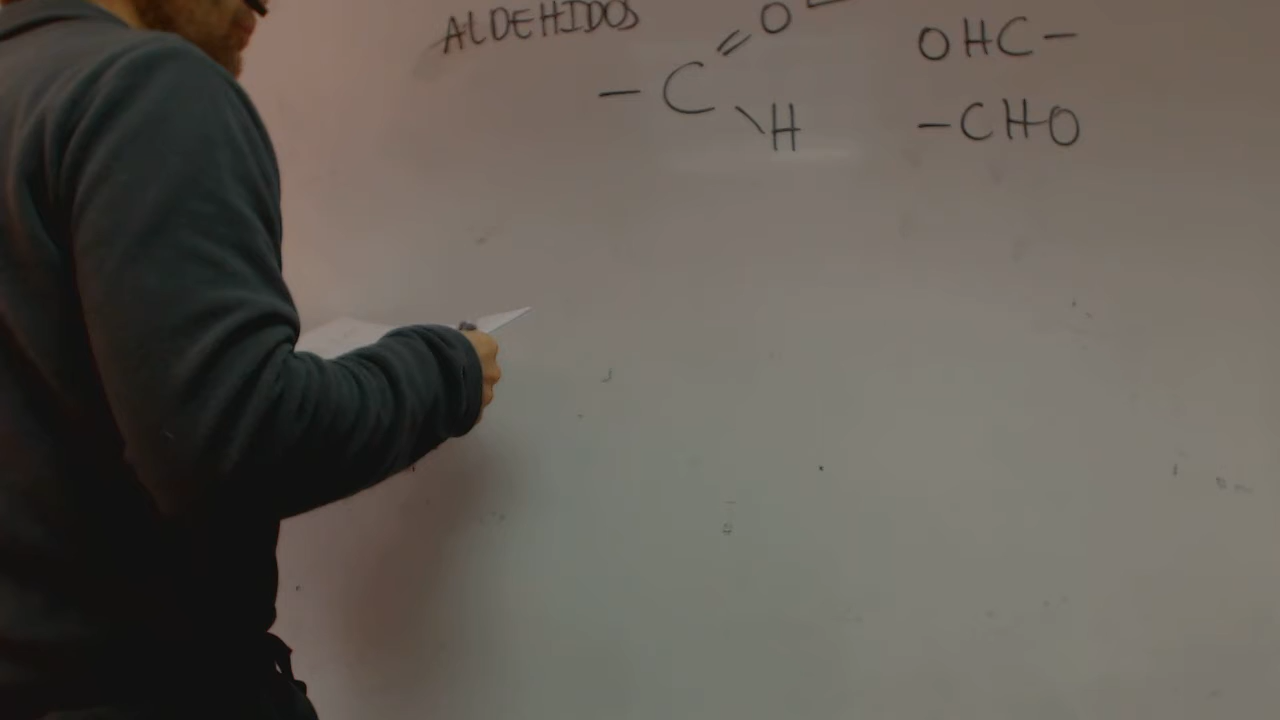 ALDEHIDOS
O
OHC-
- C
H
-CHO